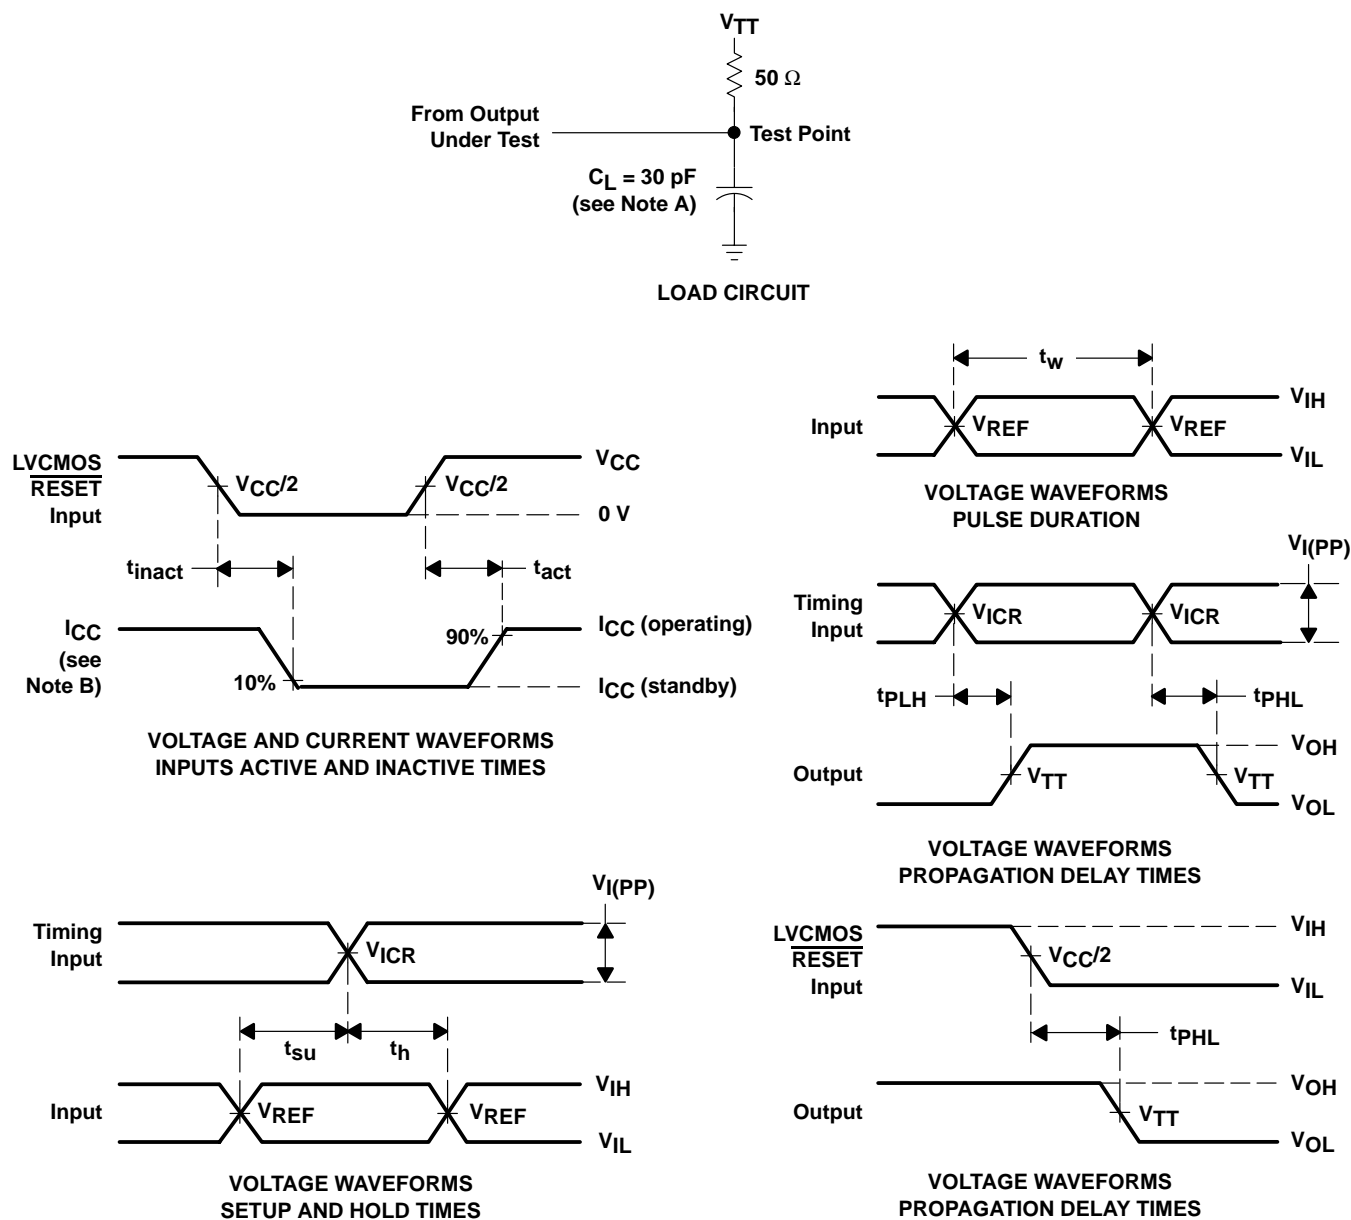 VTT
50 Ω
From Output
Under Test
Test Point
CL = 30 pF
(see Note A)
LOAD CIRCUIT
LVCMOS
RESET
Input
VCC/2
VCC/2
VCC
0 V
tinact
tact
ICC
(see
Note B)
10%
90%
ICC (operating)
ICC (standby)
VOLTAGE AND CURRENT WAVEFORMS
INPUTS ACTIVE AND INACTIVE TIMES
tw
Input
VREF
VREF
VIH
VIL
VOLTAGE WAVEFORMS
PULSE DURATION
VI(PP)
Timing
Input
VICR
VICR
tPLH
tPHL
Output
VTT
VTT
VOH
VOL
VOLTAGE WAVEFORMS
PROPAGATION DELAY TIMES
VI(PP)
Timing
Input
VICR
tsu
th
Input
VREF
VREF
VIH
VIL
VOLTAGE WAVEFORMS
SETUP AND HOLD TIMES
LVCMOS
RESET
Input
VCC/2
VIH
VIL
tPHL
Output
VTT
VOH
VOL
VOLTAGE WAVEFORMS
PROPAGATION DELAY TIMES